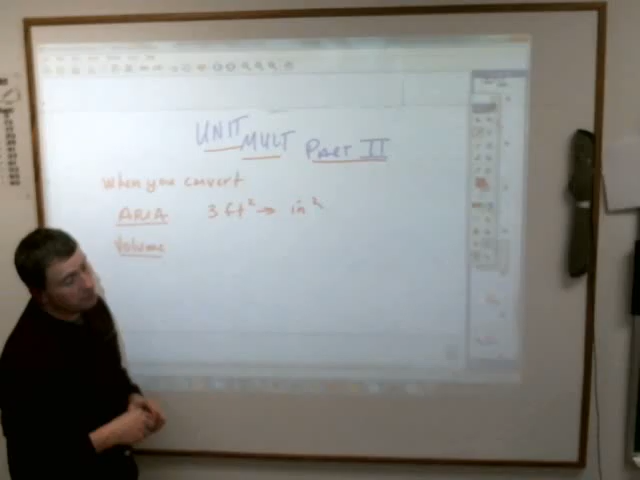 UNIT MULT PART II
When you convert
AREA 3 ft² → in²
Volume